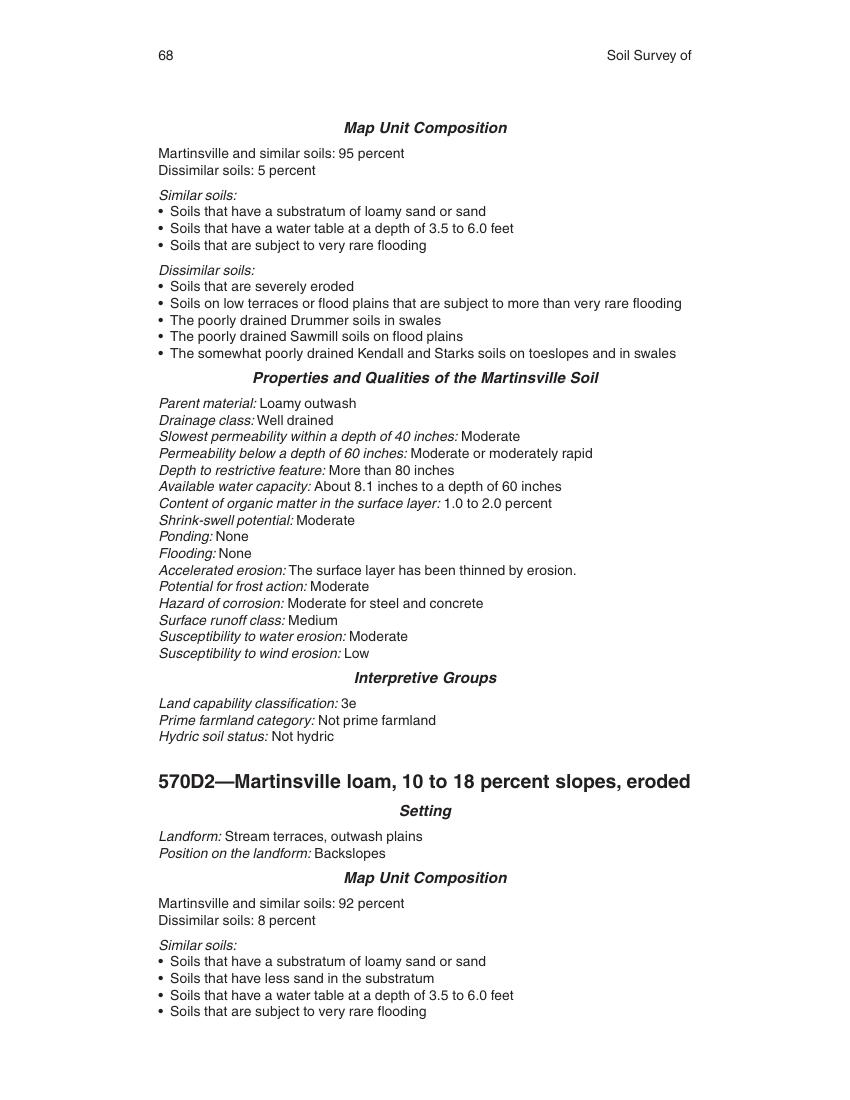 68
Soil Survey of
Map Unit Composition
Martinsville and similar soils: 95 percent
Dissimilar soils: 5 percent
Similar soils:
• Soils that have a substratum of loamy sand or sand
• Soils that have a water table at a depth of 3.5 to 6.0 feet
• Soils that are subject to very rare flooding
Dissimilar soils:
• Soils that are severely eroded
• Soils on low terraces or flood plains that are subject to more than very rare flooding
• The poorly drained Drummer soils in swales
• The poorly drained Sawmill soils on flood plains
• The somewhat poorly drained Kendall and Starks soils on toeslopes and in swales
Properties and Qualities of the Martinsville Soil
Parent material: Loamy outwash
Drainage class: Well drained
Slowest permeability within a depth of 40 inches: Moderate
Permeability below a depth of 60 inches: Moderate or moderately rapid
Depth to restrictive feature: More than 80 inches
Available water capacity: About 8.1 inches to a depth of 60 inches
Content of organic matter in the surface layer: 1.0 to 2.0 percent
Shrink-swell potential: Moderate
Ponding: None
Flooding: None
Accelerated erosion: The surface layer has been thinned by erosion.
Potential for frost action: Moderate
Hazard of corrosion: Moderate for steel and concrete
Surface runoff class: Medium
Susceptibility to water erosion: Moderate
Susceptibility to wind erosion: Low
Interpretive Groups
Land capability classification: 3e
Prime farmland category: Not prime farmland
Hydric soil status: Not hydric
570D2—Martinsville loam, 10 to 18 percent slopes, eroded
Setting
Landform: Stream terraces, outwash plains
Position on the landform: Backslopes
Map Unit Composition
Martinsville and similar soils: 92 percent
Dissimilar soils: 8 percent
Similar soils:
• Soils that have a substratum of loamy sand or sand
• Soils that have less sand in the substratum
• Soils that have a water table at a depth of 3.5 to 6.0 feet
• Soils that are subject to very rare flooding